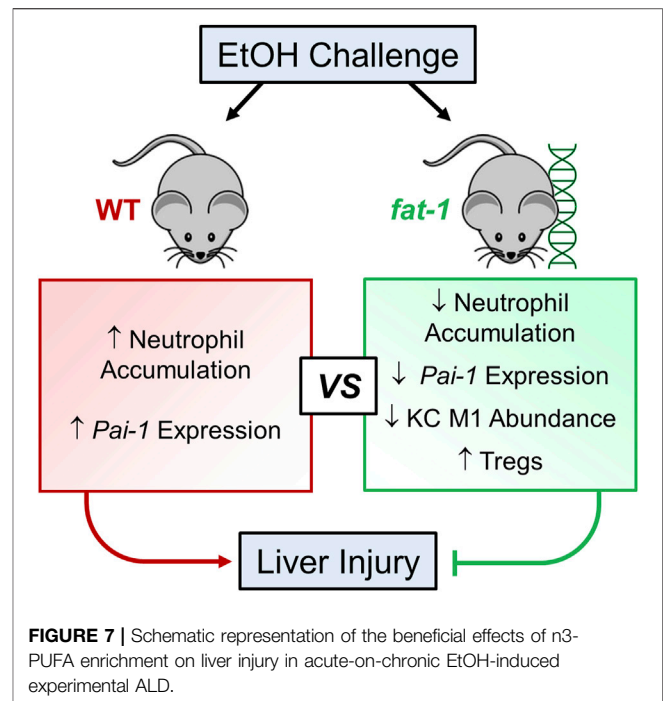 EtOH Challenge
WT
fat-1
↑ Neutrophil
Accumulation
↑ Pai-1 Expression
VS
↓ Neutrophil
Accumulation
↓ Pai-1 Expression
↓ KC M1 Abundance
↑ Tregs
Liver Injury
FIGURE 7 | Schematic representation of the beneficial effects of n3-
PUFA enrichment on liver injury in acute-on-chronic EtOH-induced
experimental ALD.